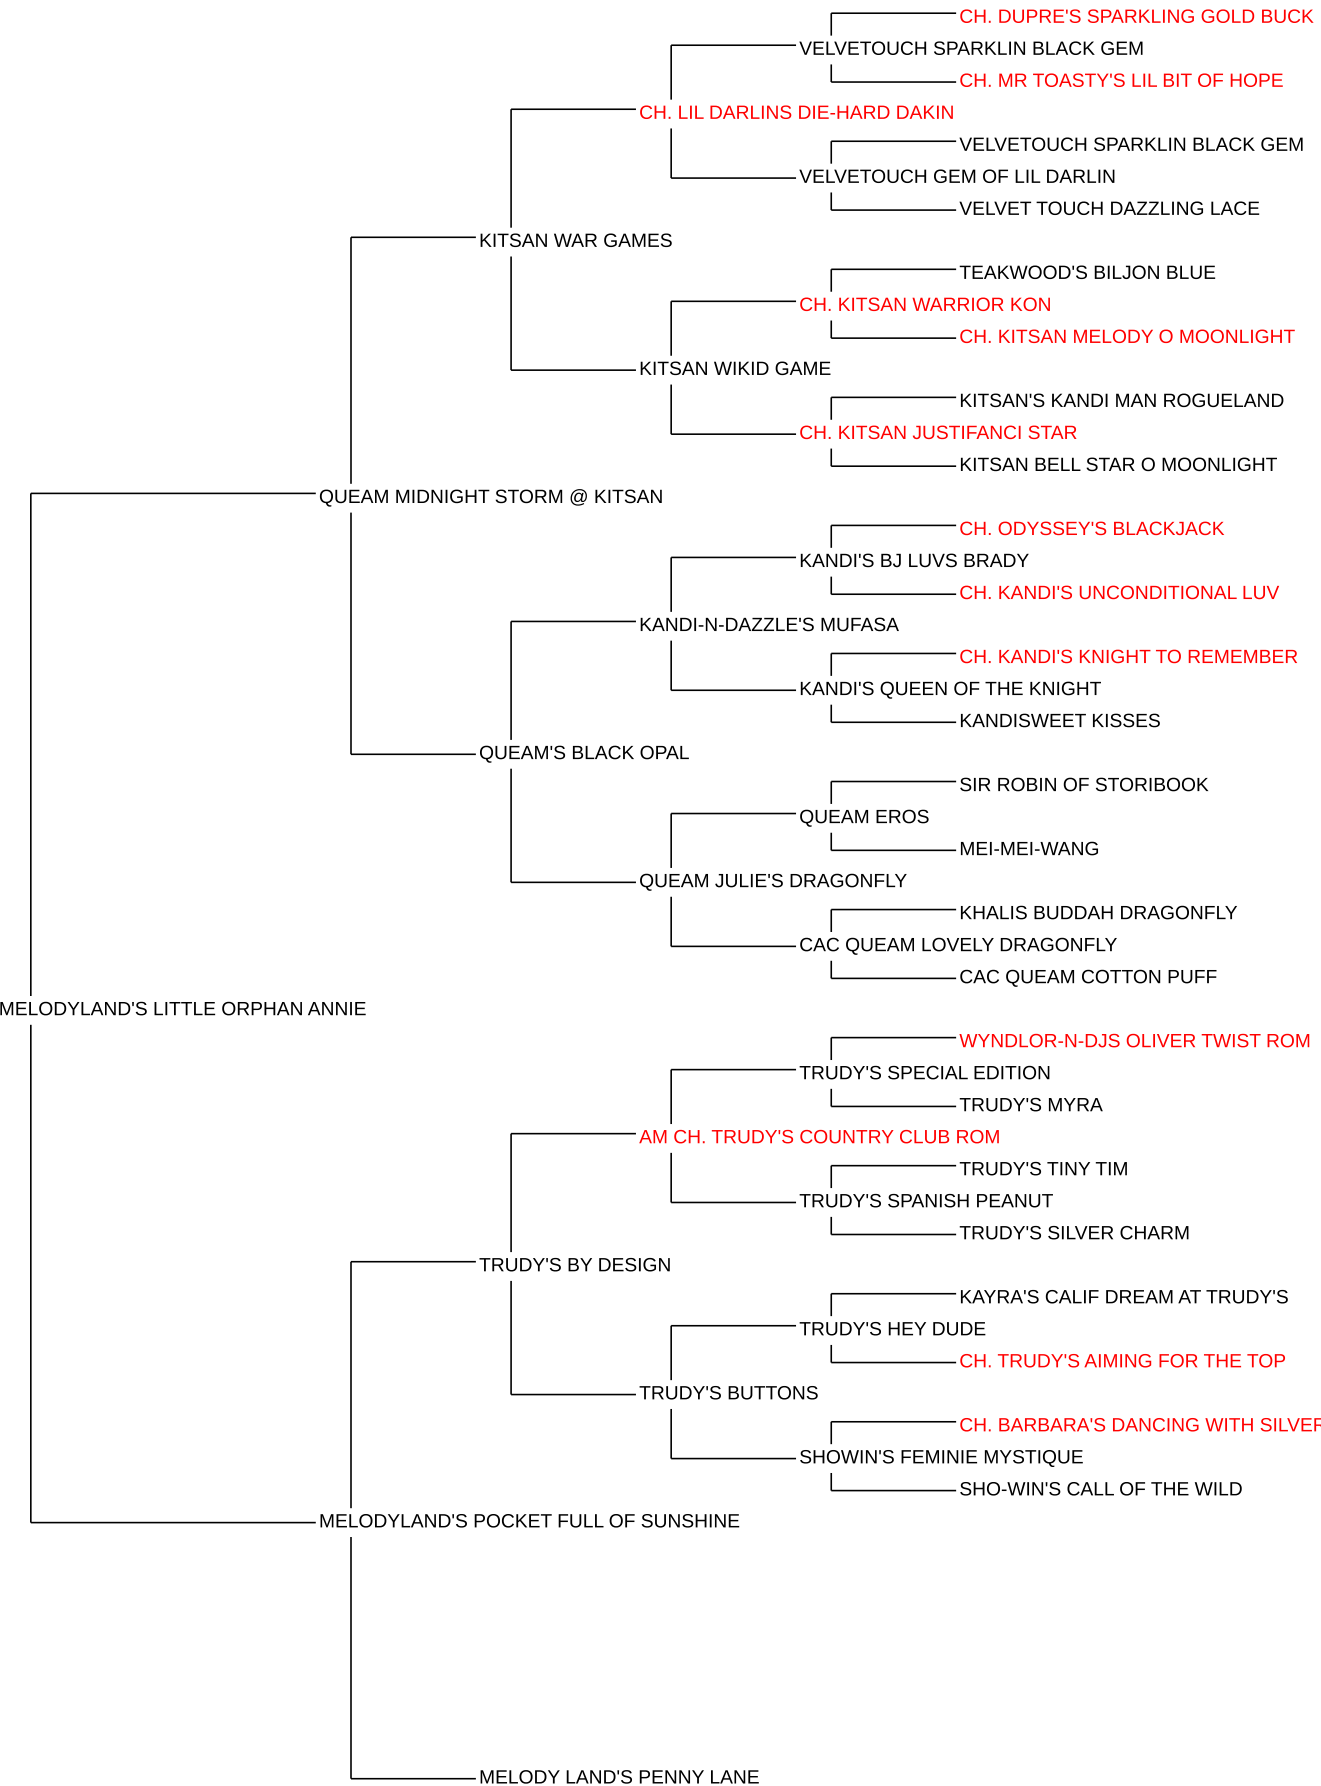 CH. DUPRE'S SPARKLING GOLD BUCK
VELVETOUCH SPARKLIN BLACK GEM
CH. MR TOASTY'S LIL BIT OF HOPE
CH. LIL DARLINS DIE-HARD DAKIN
VELVETOUCH SPARKLIN BLACK GEM
VELVETOUCH GEM OF LIL DARLIN
VELVET TOUCH DAZZLING LACE
KITSAN WAR GAMES
TEAKWOOD'S BILJON BLUE
CH. KITSAN WARRIOR KON
CH. KITSAN MELODY O MOONLIGHT
KITSAN WIKID GAME
KITSAN'S KANDI MAN ROGUELAND
CH. KITSAN JUSTIFANCI STAR
KITSAN BELL STAR O MOONLIGHT
QUEAM MIDNIGHT STORM @ KITSAN
CH. ODYSSEY'S BLACKJACK
KANDI'S BJ LUVS BRADY
CH. KANDI'S UNCONDITIONAL LUV
KANDI-N-DAZZLE'S MUFASA
CH. KANDI'S KNIGHT TO REMEMBER
KANDI'S QUEEN OF THE KNIGHT
KANDISWEET KISSES
QUEAM'S BLACK OPAL
SIR ROBIN OF STORIBOOK
QUEAM EROS
MEI-MEI-WANG
QUEAM JULIE'S DRAGONFLY
KHALIS BUDDAH DRAGONFLY
CAC QUEAM LOVELY DRAGONFLY
CAC QUEAM COTTON PUFF
MELODYLAND'S LITTLE ORPHAN ANNIE
WYNDLOR-N-DJS OLIVER TWIST ROM
TRUDY'S SPECIAL EDITION
TRUDY'S MYRA
AM CH. TRUDY'S COUNTRY CLUB ROM
TRUDY'S TINY TIM
TRUDY'S SPANISH PEANUT
TRUDY'S SILVER CHARM
TRUDY'S BY DESIGN
KAYRA'S CALIF DREAM AT TRUDY'S
TRUDY'S HEY DUDE
CH. TRUDY'S AIMING FOR THE TOP
TRUDY'S BUTTONS
CH. BARBARA'S DANCING WITH SILVER
SHOWIN'S FEMINIE MYSTIQUE
SHO-WIN'S CALL OF THE WILD
MELODYLAND'S POCKET FULL OF SUNSHINE
MELODY LAND'S PENNY LANE